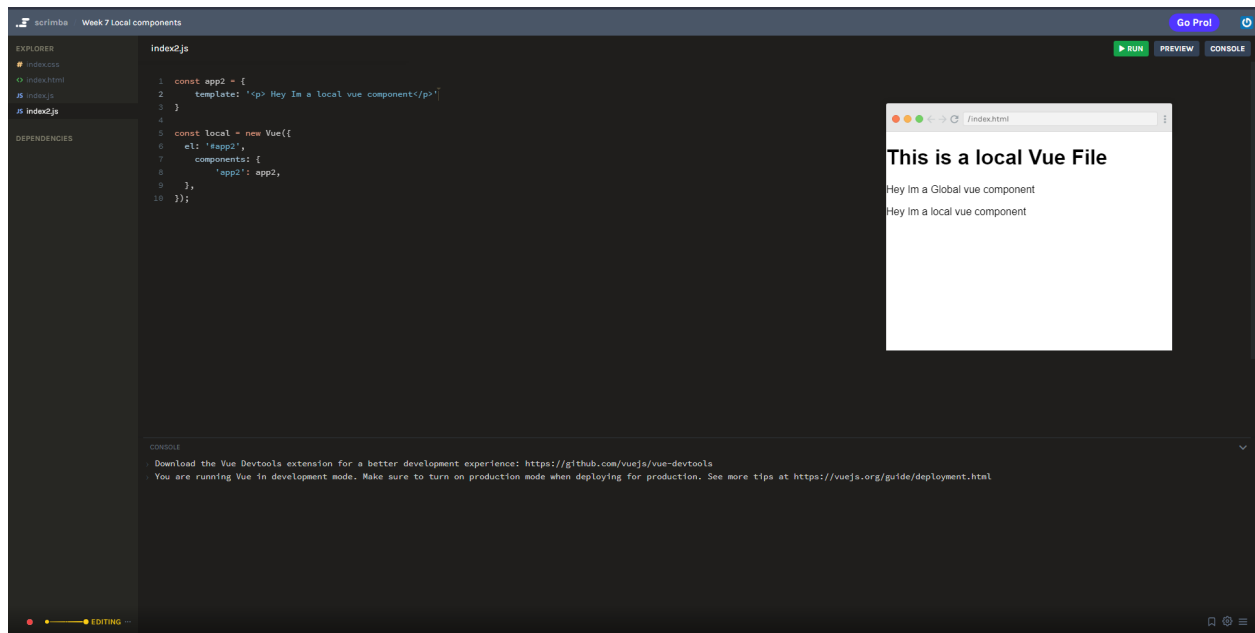 scrimba Week 7 Local components
Go Pro!
EXPLORER
index.css
index.html
JS index.js
JS index2.js
DEPENDENCIES
index2.js
RUN PREVIEW CONSOLE
1 const app2 = {
2 template: '<p> Hey Im a local vue component</p>'
3 }
4
5 const local = new Vue({
6 el: '#app2',
7 components: {
8 'app2': app2,
9 },
10 });
/index.html
This is a local Vue File
Hey Im a Global vue component
Hey Im a local vue component
CONSOLE
Download the Vue Devtools extension for a better development experience: https://github.com/vuejs/vue-devtools
You are running Vue in development mode. Make sure to turn on production mode when deploying for production. See more tips at https://vuejs.org/guide/deployment.html
EDITING ...